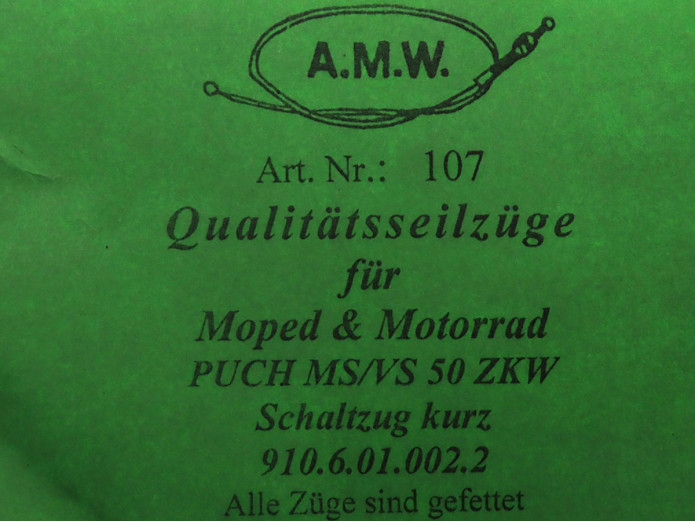 A.M.W.
Art. Nr.: 107
Qualitätsseilzüge
für
Moped & Motorrad
PUCH MS/VS 50 ZKW
Schaltzug kurz
910.6.01.002.2
Alle Züge sind gefettet